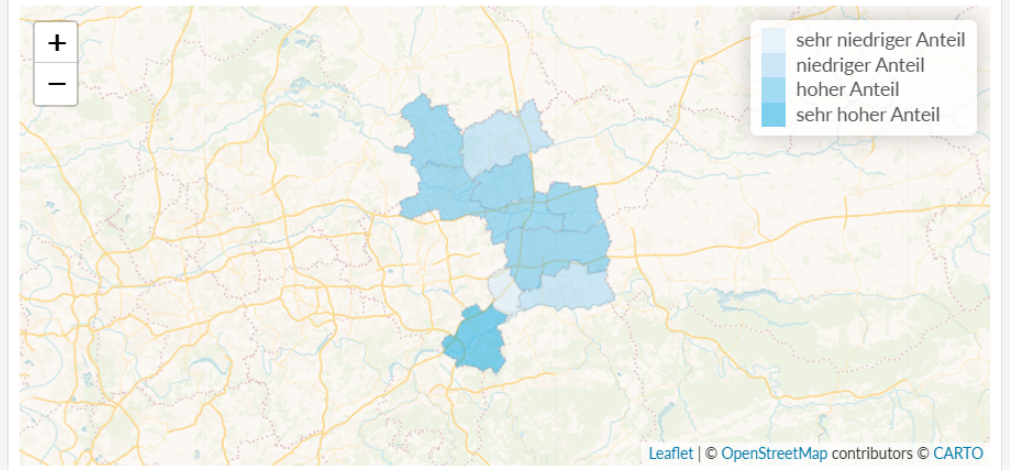 +
−
sehr niedriger Anteil
niedriger Anteil
hoher Anteil
sehr hoher Anteil
Leaflet | © OpenStreetMap contributors © CARTO